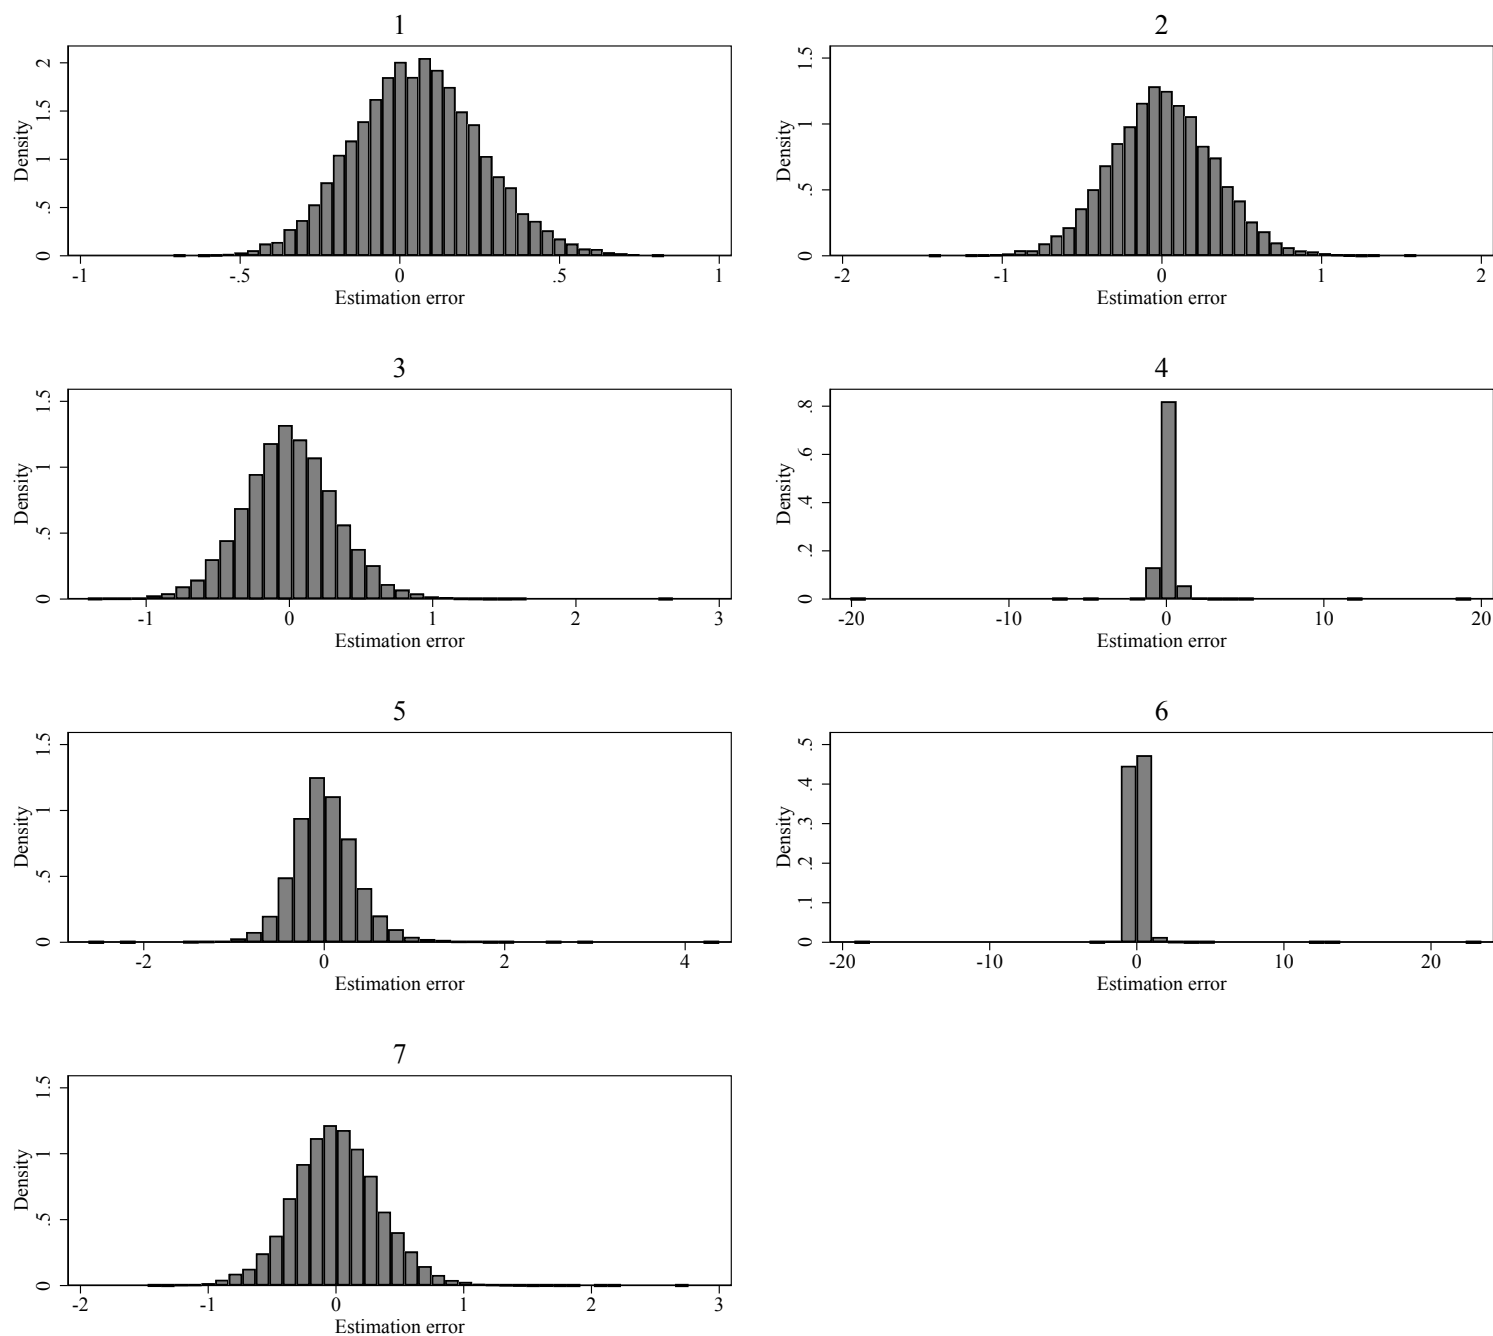 1
Density
0 .5 1 1.5 2
-1 -.5 0 .5 1
Estimation error
2
Density
0 .5 1 1.5
-2 -1 0 1 2
Estimation error
3
Density
0 .5 1 1.5
-1 0 1 2 3
Estimation error
4
Density
0 .2 .4 .6 .8
-20 -10 0 10 20
Estimation error
5
Density
0 .5 1 1.5
-2 0 2 4
Estimation error
6
Density
0 .1 .2 .3 .4 .5
-20 -10 0 10 20
Estimation error
7
Density
0 .5 1 1.5
-2 -1 0 1 2 3
Estimation error